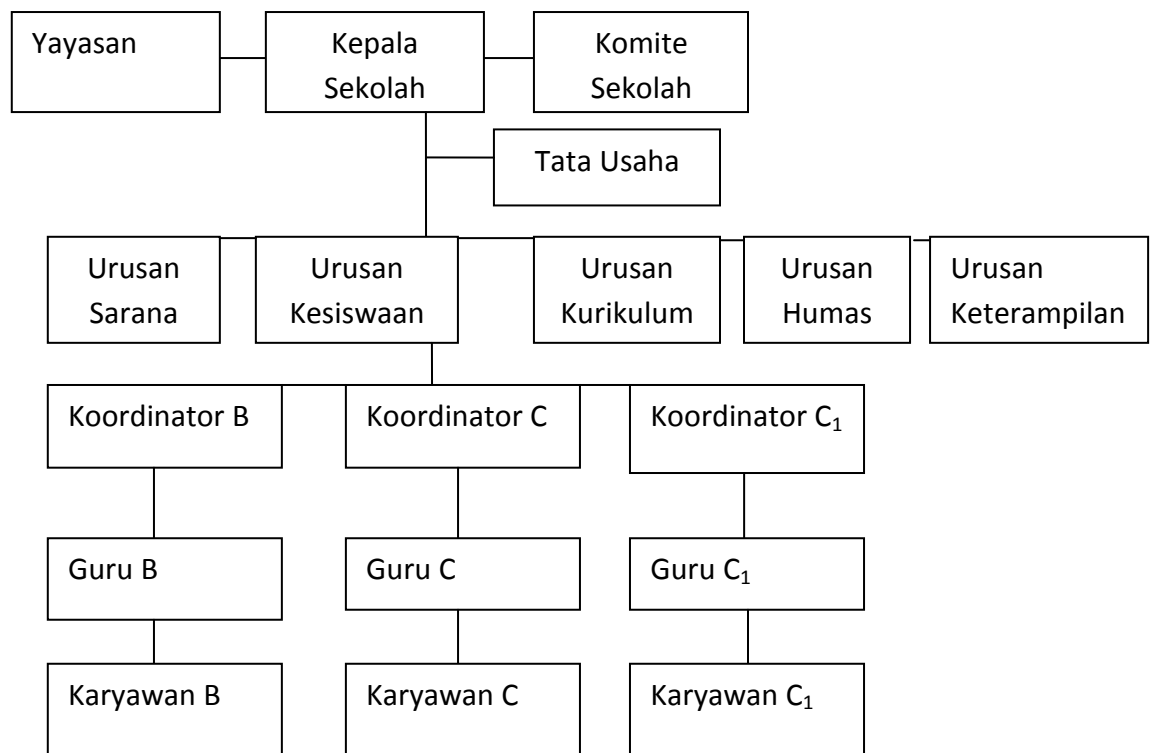 Yayasan
Kepala
Sekolah
Komite
Sekolah
Tata Usaha
Urusan
Sarana
Urusan
Kesiswaan
Urusan
Kurikulum
Urusan
Humas
Urusan
Keterampilan
Koordinator B
Koordinator C
Koordinator C₁
Guru B
Guru C
Guru C₁
Karyawan B
Karyawan C
Karyawan C₁